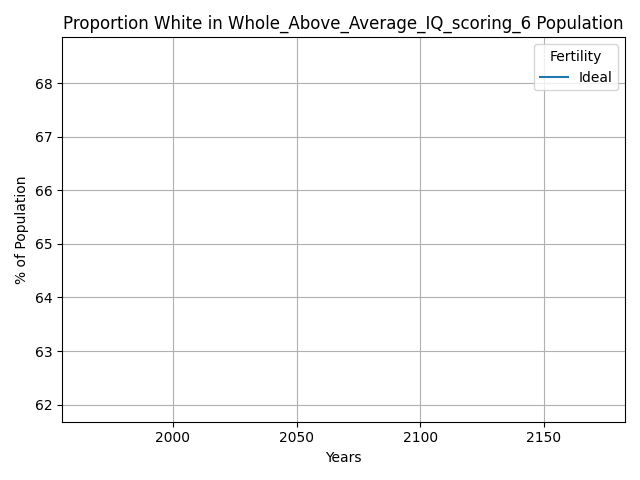 Proportion White in Whole_Above_Average_IQ_scoring_6 Population
Fertility
Ideal
68
67
66
65
64
63
62
% of Population
2000
2050
2100
2150
Years